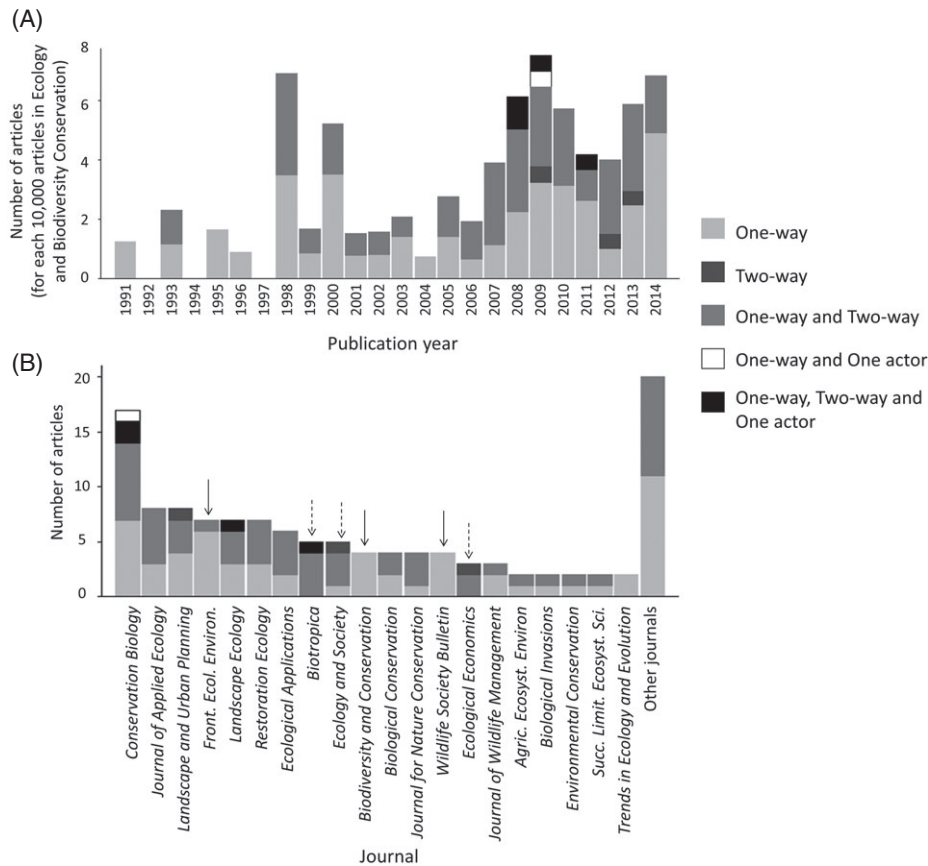 (A)
Number of articles
(for each 10,000 articles in Ecology
and Biodiversity Conservation)
8
6
4
2
0
1991
1992
1993
1994
1995
1996
1997
1998
1999
2000
2001
2002
2003
2004
2005
2006
2007
2008
2009
2010
2011
2012
2013
2014
Publication year
One-way
Two-way
One-way and Two-way
One-way and One actor
One-way, Two-way and
One actor
(B)
Number of articles
20
15
10
5
0
Conservation Biology
Journal of Applied Ecology
Landscape and Urban Planning
Front. Ecol. Environ.
Landscape Ecology
Restoration Ecology
Ecological Applications
Biotropica
Ecology and Society
Biodiversity and Conservation
Biological Conservation
Journal for Nature Conservation
Wildlife Society Bulletin
Ecological Economics
Journal of Wildlife Management
Agric. Ecosyst. Environ
Biological Invasions
Environmental Conservation
Succ. Limit. Ecosyst. Sci.
Trends in Ecology and Evolution
Other journals
Journal